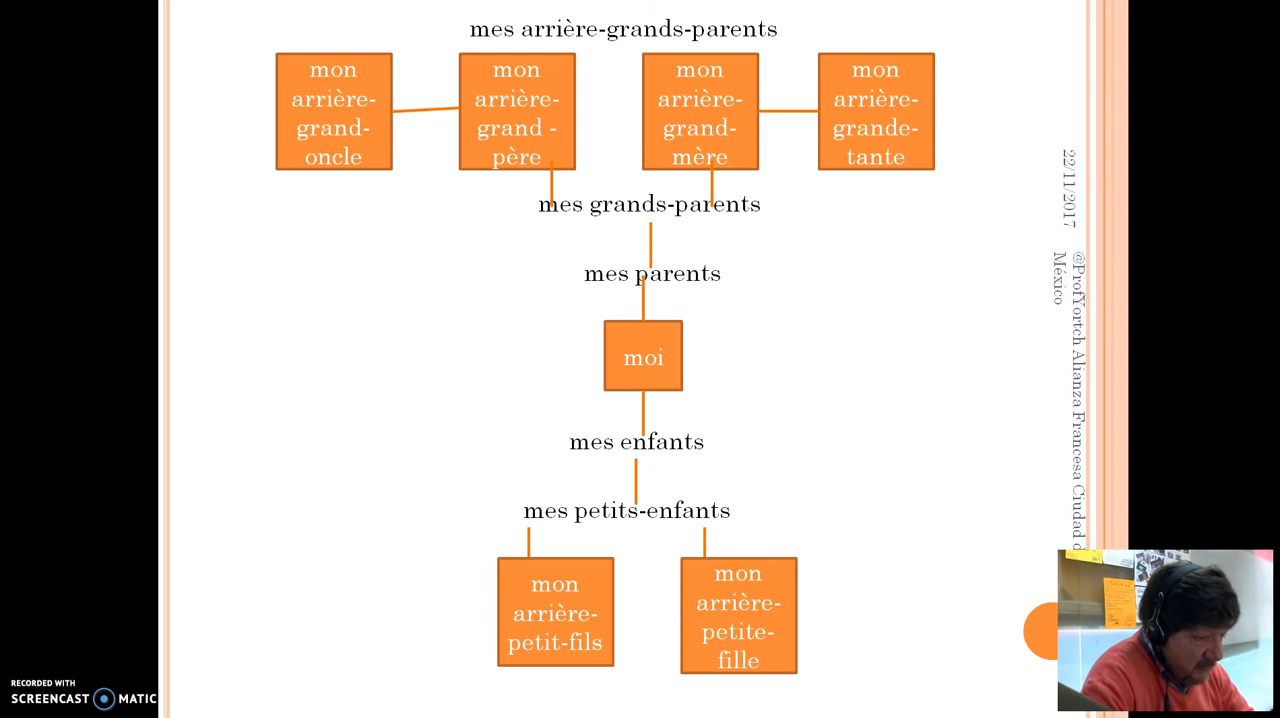 mes arrière-grands-parents
mon
arrière-
grand-
oncle
mon
arrière-
grand -
père
mon
arrière-
grand-
mère
mon
arrière-
grande-
tante
mes grands-parents
mes parents
moi
mes enfants
mes petits-enfants
mon
arrière-
petit-fils
mon
arrière-
petite-
fille
22/11/2017
@ProfYortch Alianza Francesa Ciudad d
México
RECORDED WITH
SCREENCAST MATIC